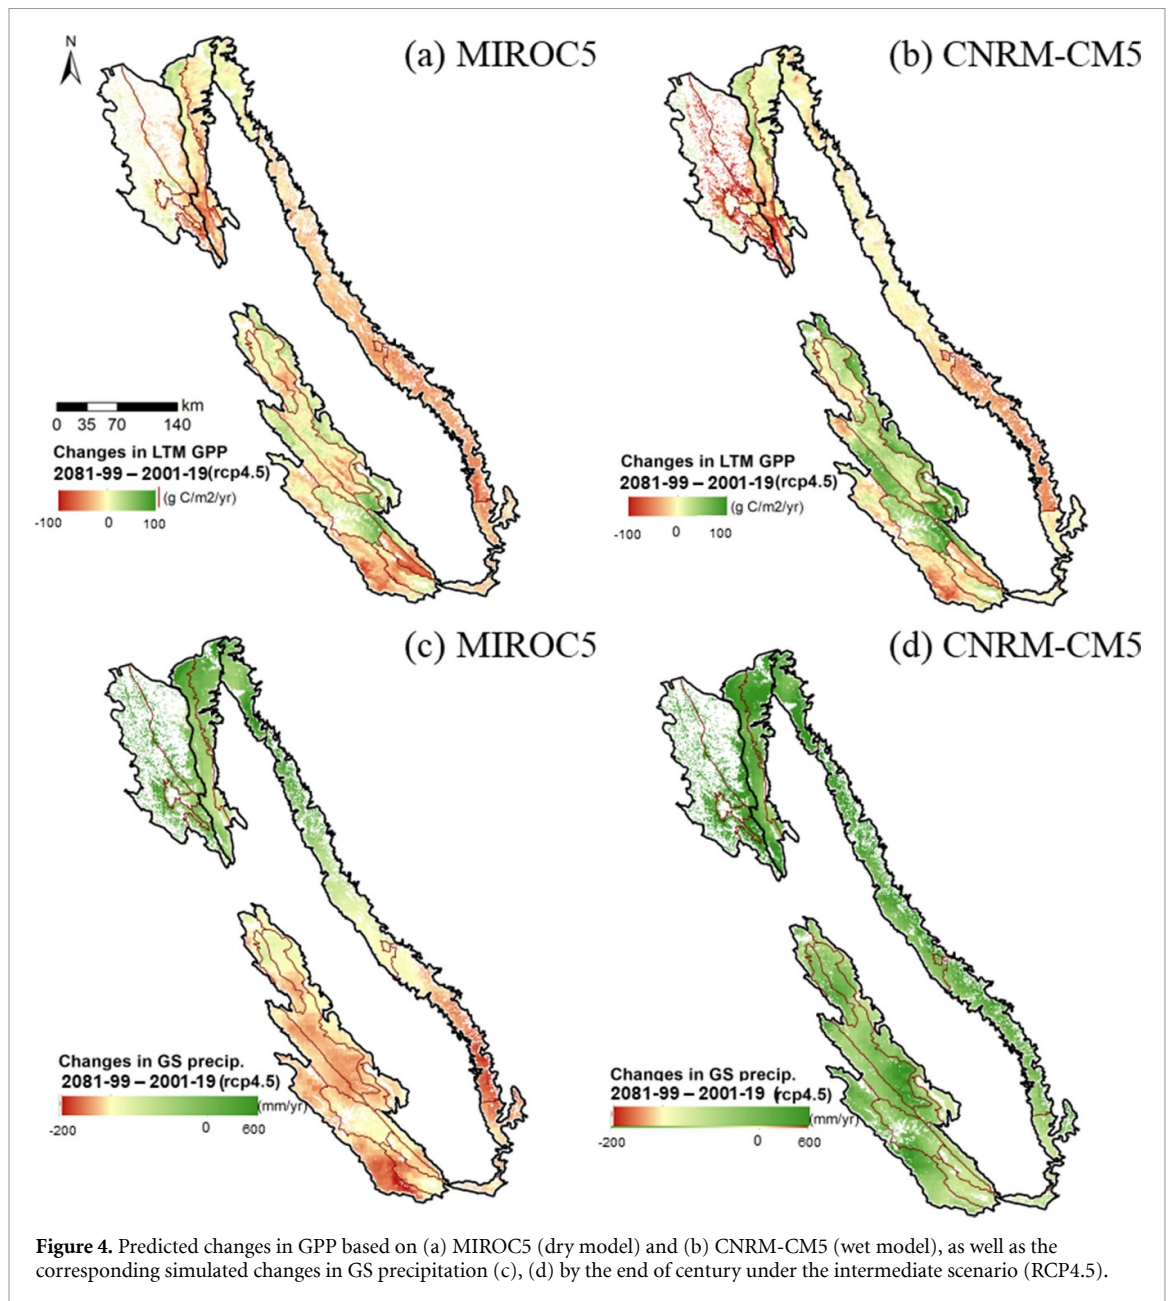 N
(a) MIROC5
(b) CNRM-CM5
km
0 35 70 140
Changes in LTM GPP
2081-99 – 2001-19(rcp4.5)
(g C/m2/yr)
-100 0 100
Changes in LTM GPP
2081-99 – 2001-19(rcp4.5)
(g C/m2/yr)
-100 0 100
(c) MIROC5
(d) CNRM-CM5
Changes in GS precip.
2081-99 – 2001-19 (rcp4.5)
(mm/yr)
-200 0 600
Changes in GS precip.
2081-99 – 2001-19 (rcp4.5)
(mm/yr)
-200 0 600
Figure 4. Predicted changes in GPP based on (a) MIROC5 (dry model) and (b) CNRM-CM5 (wet model), as well as the
corresponding simulated changes in GS precipitation (c), (d) by the end of century under the intermediate scenario (RCP4.5).